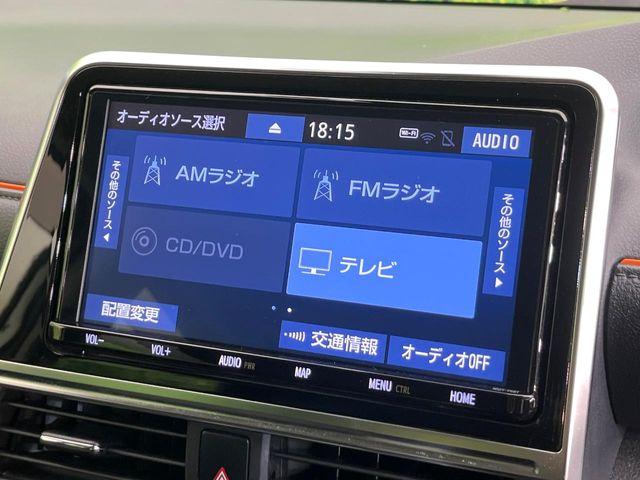 オーディオソース選択
18:15
Wi-Fi
AUDIO
その他のソース
AMラジオ
FMラジオ
その他のソース
CD/DVD
テレビ
配置変更
交通情報
オーディオOFF
VOL-
VOL+
AUDIO PWR
MAP
MENU CTRL
HOME